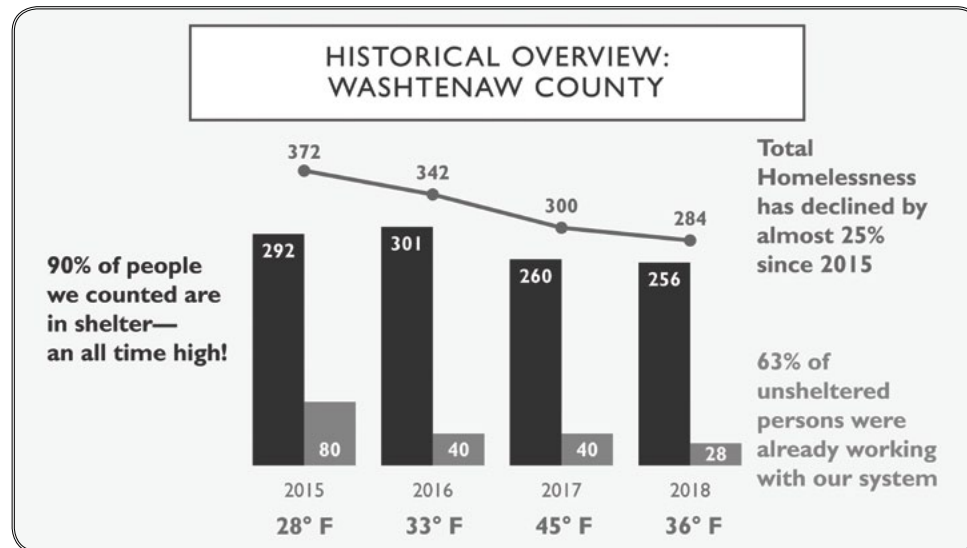 HISTORICAL OVERVIEW:
WASHTENAW COUNTY
372
342
300
284
Total
Homelessness
has declined by
almost 25%
since 2015
90% of people
we counted are
in shelter—
an all time high!
292
301
260
256
80
40
40
28
63% of
unsheltered
persons were
already working
with our system
2015
2016
2017
2018
28° F
33° F
45° F
36° F